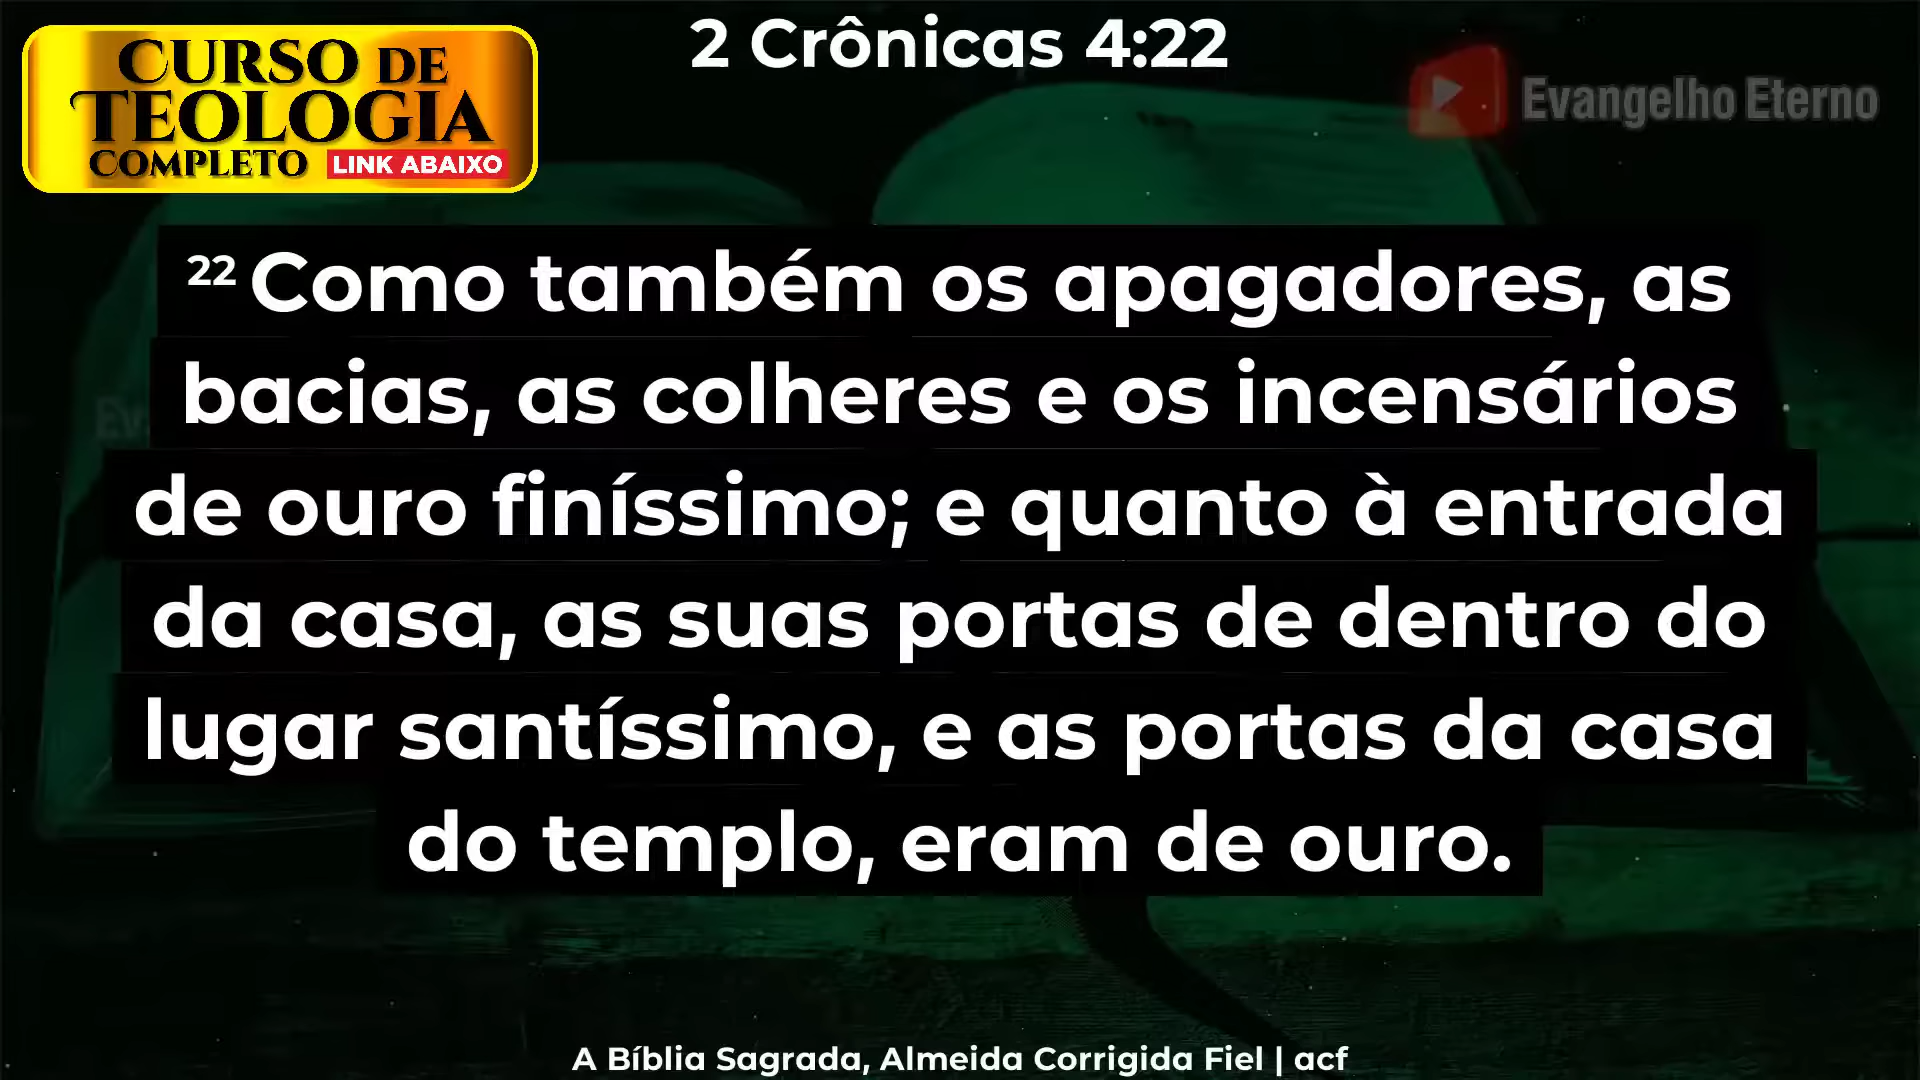 2 Crônicas 4:22
CURSO DE
TEOLOGIA
COMPLETO LINK ABAIXO
Evangelho Eterno
22 Como também os apagadores, as
bacias, as colheres e os incensários
de ouro finíssimo; e quanto à entrada
da casa, as suas portas de dentro do
lugar santíssimo, e as portas da casa
do templo, eram de ouro.
A Bíblia Sagrada, Almeida Corrigida Fiel | acf